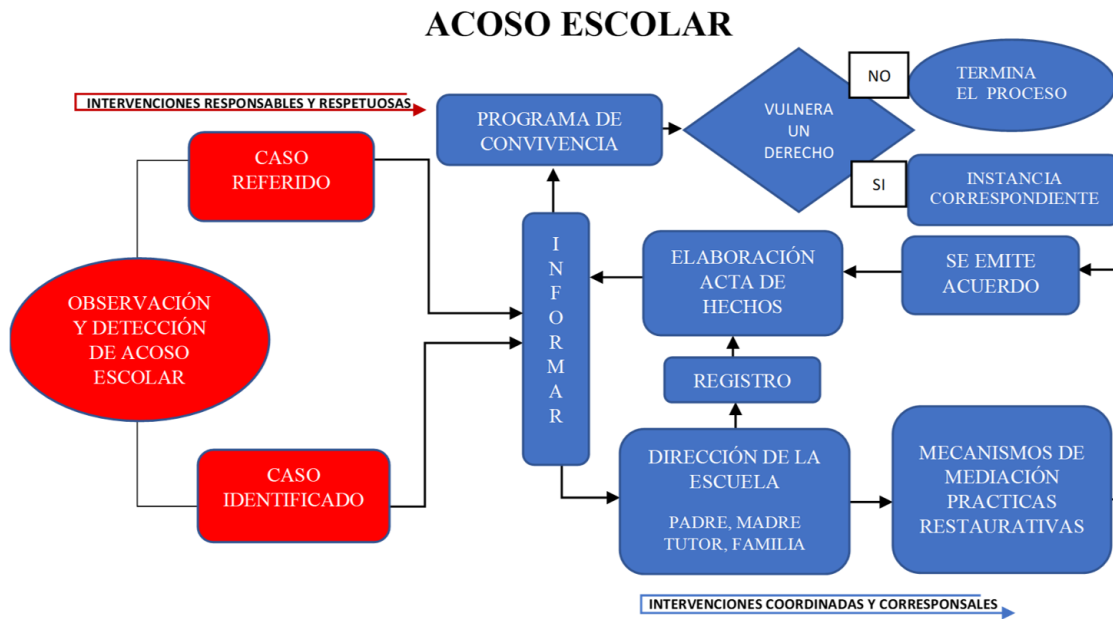 ACOSO ESCOLAR
INTERVENCIONES RESPONSABLES Y RESPETUOSAS
PROGRAMA DE
CONVIVENCIA
VULNERA
UN
DERECHO
NO
TERMINA
EL PROCESO
SI
INSTANCIA
CORRESPONDIENTE
CASO
REFERIDO
OBSERVACIÓN
Y DETECCIÓN
DE ACOSO
ESCOLAR
CASO
IDENTIFICADO
I
N
F
O
R
M
A
R
ELABORACIÓN
ACTA DE
HECHOS
SE EMITE
ACUERDO
REGISTRO
DIRECCIÓN DE LA
ESCUELA
PADRE, MADRE
TUTOR, FAMILIA
MECANISMOS DE
MEDIACIÓN
PRACTICAS
RESTAURATIVAS
INTERVENCIONES COORDINADAS Y CORRESPONSALES